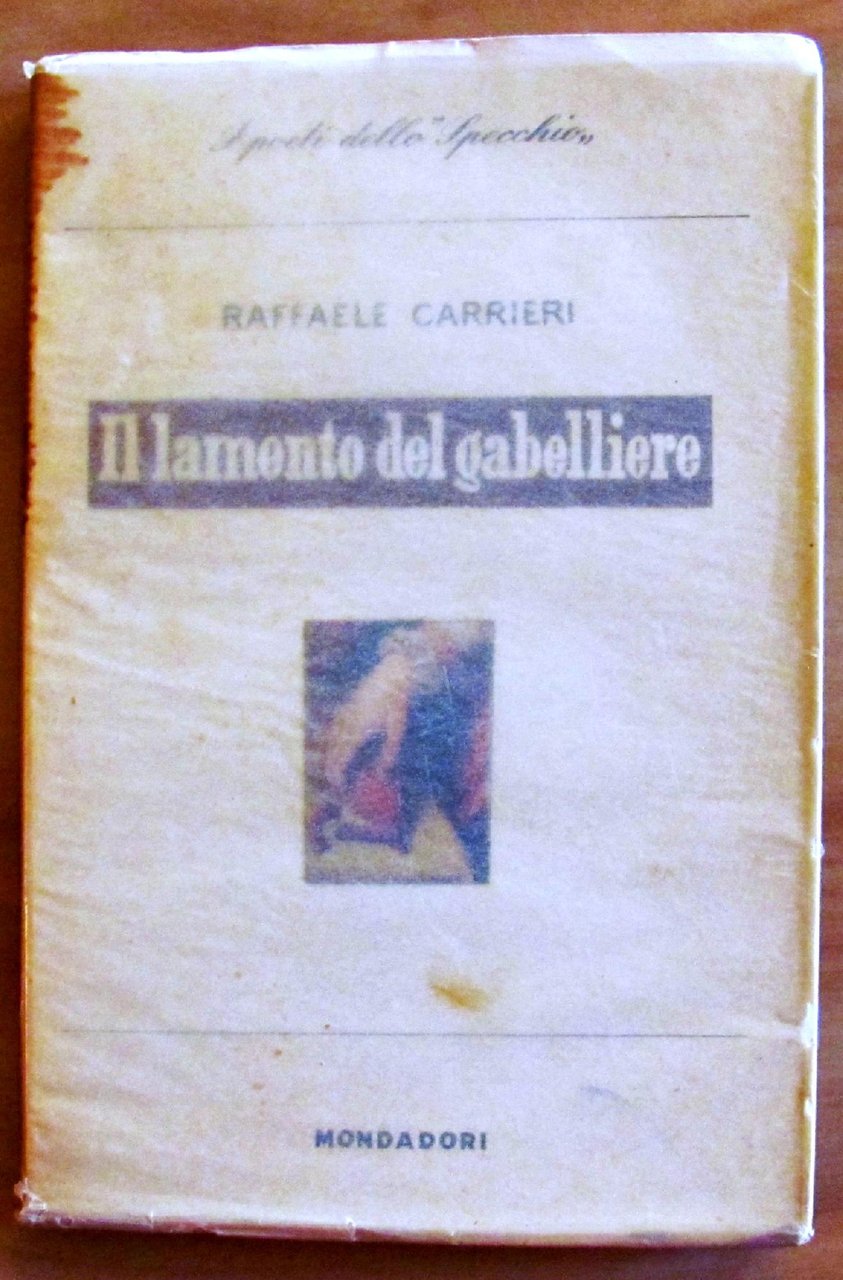 I poeti dello "Specchio„
RAFFAELE CARRIERI
Il lamento del gabelliere
MONDADORI